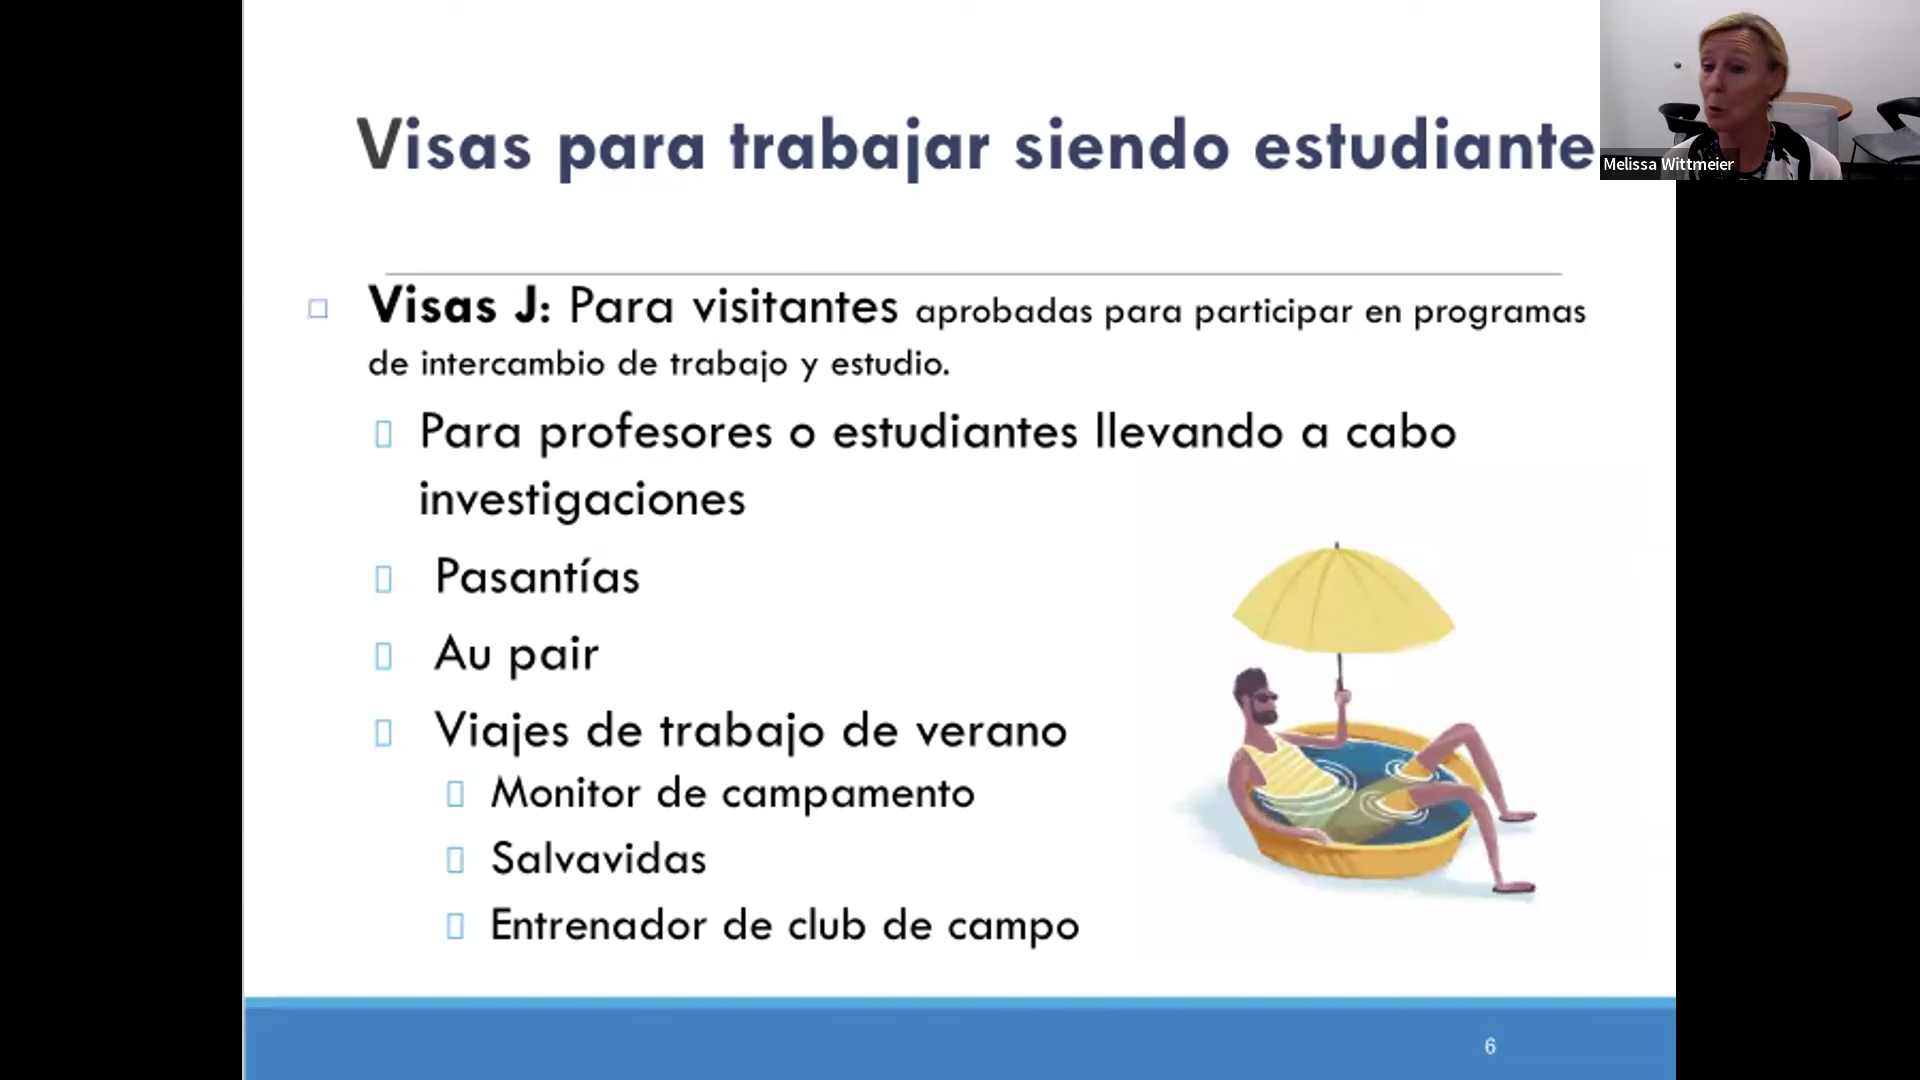 Visas para trabajar siendo estudiante
Melissa Wittmeier
Visas J: Para visitantes aprobadas para participar en programas
de intercambio de trabajo y estudio.
Para profesores o estudiantes llevando a cabo
investigaciones
Pasantías
Au pair
Viajes de trabajo de verano
Monitor de campamento
Salvavidas
Entrenador de club de campo
6